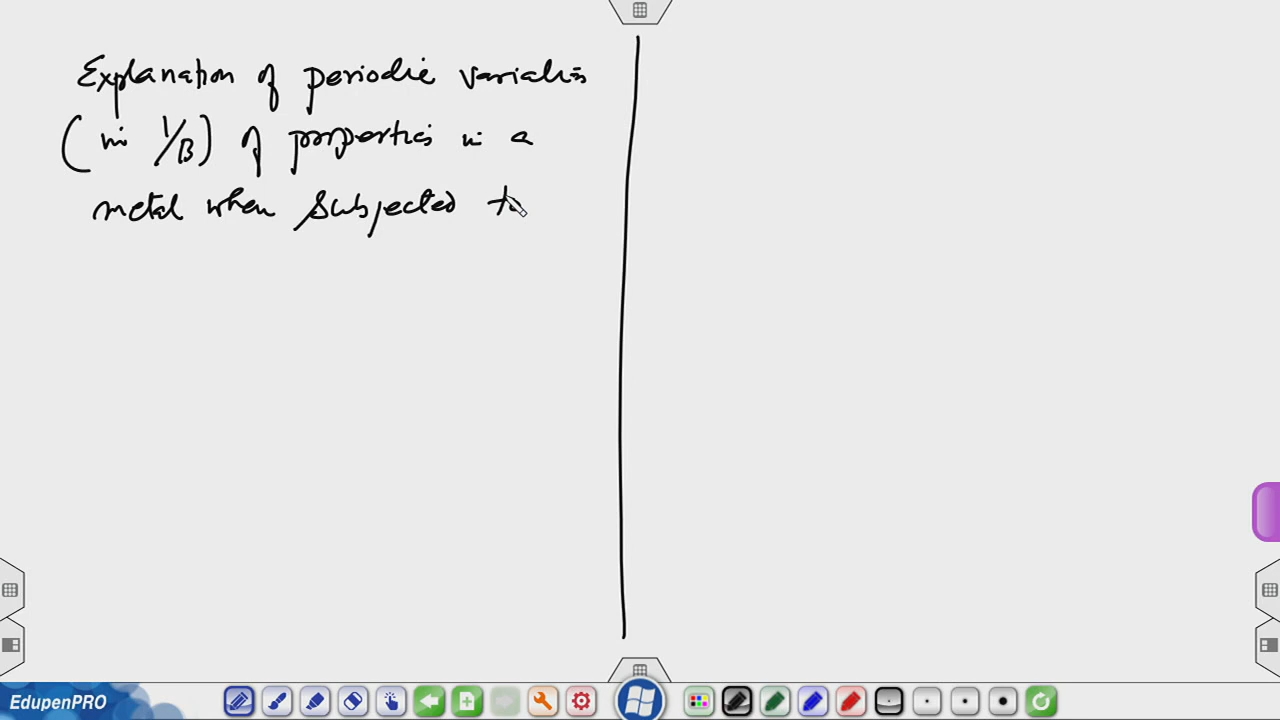 Explanation of periodic variation
(in 1/B) of properties in a
metal when subjected to
EdupenPRO